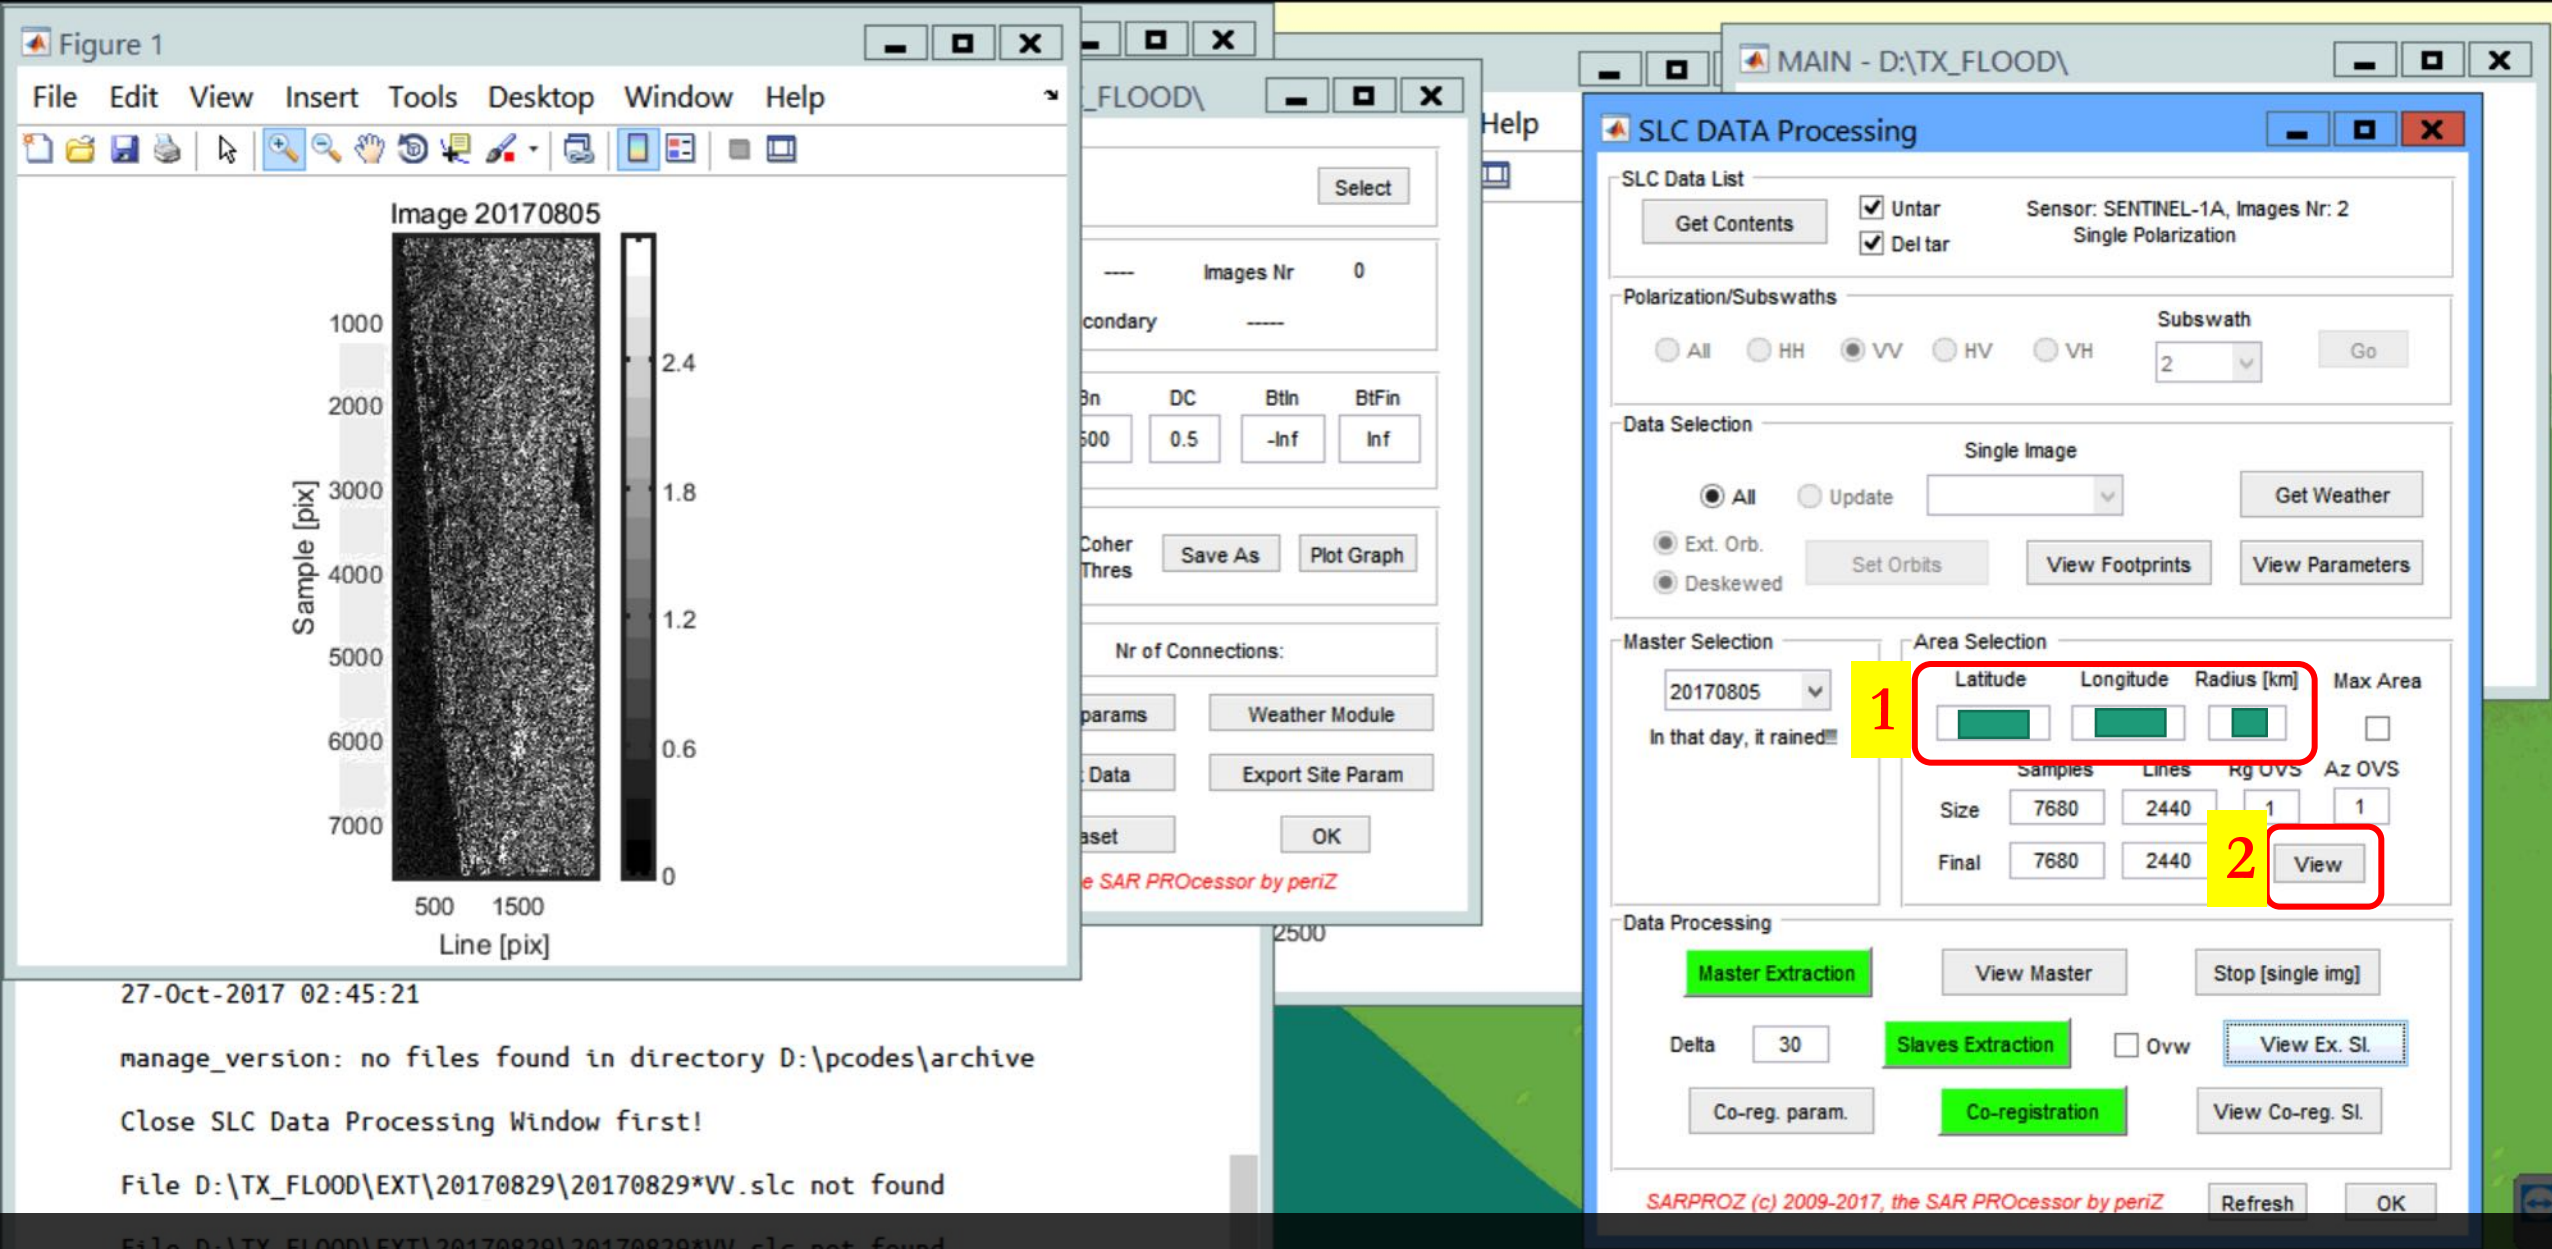 Figure 1
File Edit View Insert Tools Desktop Window Help
Image 20170805
1000
2000
3000
4000
5000
6000
7000
Sample [pix]
500 1500
Line [pix]
2.4
1.8
1.2
0.6
0
27-Oct-2017 02:45:21
manage_version: no files found in directory D:\pcodes\archive
Close SLC Data Processing Window first!
File D:\TX_FLOOD\EXT\20170829\20170829*VV.slc not found
File D:\TX_FLOOD\EXT\20170829\20170829*VV.slc not found
_FLOOD\
Select
---- Images Nr 0
condary -----
Bn DC BtIn BtFin
500 0.5 -Inf Inf
Coher
Thres
Save As Plot Graph
Nr of Connections:
params Weather Module
Data Export Site Param
aset OK
e SAR PROcessor by periZ
Help
2500
MAIN - D:\TX_FLOOD\
SLC DATA Processing
SLC Data List
Get Contents
Untar
Del tar
Sensor: SENTINEL-1A, Images Nr: 2
Single Polarization
Polarization/Subswaths
All HH VV HV VH
Subswath
2
Go
Data Selection
Single Image
All Update
Get Weather
Ext. Orb.
Deskewed
Set Orbits View Footprints View Parameters
Master Selection
20170805
In that day, it rained!!!
Area Selection
1
Latitude Longitude Radius [km] Max Area
Samples Lines Rg OVS Az OVS
Size 7680 2440 1 1
Final 7680 2440
2
View
Data Processing
Master Extraction View Master Stop [single img]
Delta 30 Slaves Extraction Ovw View Ex. Sl.
Co-reg. param. Co-registration View Co-reg. Sl.
SARPROZ (c) 2009-2017, the SAR PROcessor by periZ
Refresh OK